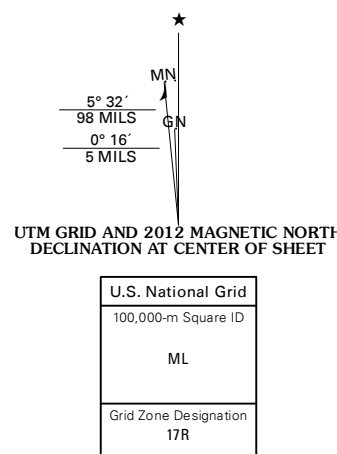 ★
MN
5° 32´
98 MILS
GN
0° 16´
5 MILS
UTM GRID AND 2012 MAGNETIC NORTH
DECLINATION AT CENTER OF SHEET
U.S. National Grid
100,000-m Square ID
ML
Grid Zone Designation
17R